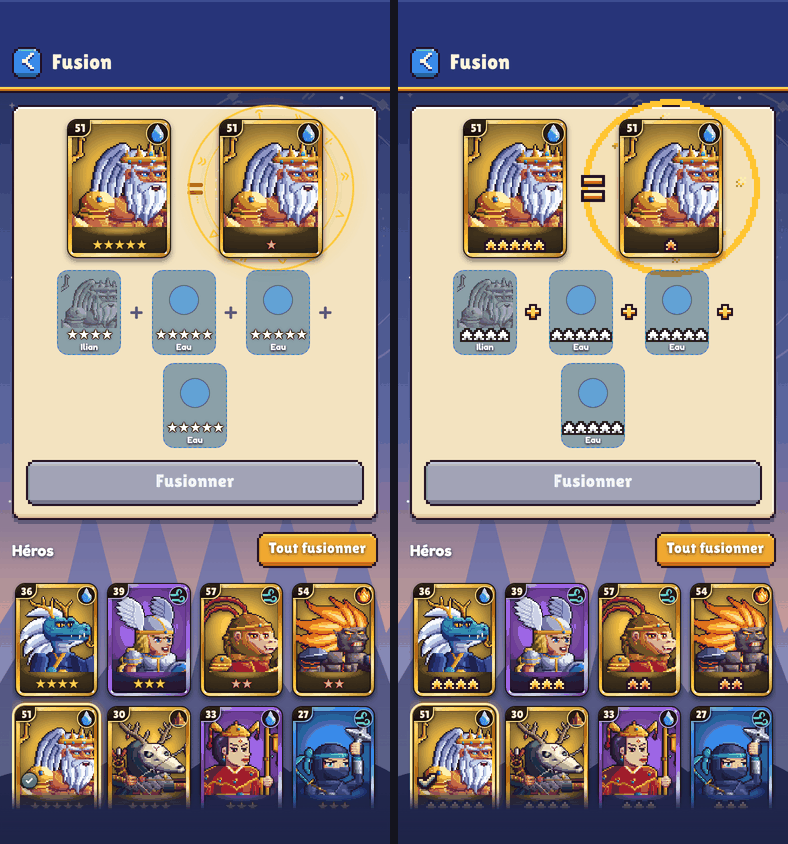 Fusion
51
51
=
★★★★★
★
★★★★
Ilian
+
★★★★★
Eau
+
★★★★★
Eau
+
★★★★★
Eau
Fusionner
Héros
Tout fusionner
36
39
57
54
★★★★
★★★
★★
★★
51
30
33
27
Fusion
51
51
=
Ilian
+
Eau
+
Eau
+
Eau
Fusionner
Héros
Tout fusionner
36
39
57
54
51
30
33
27